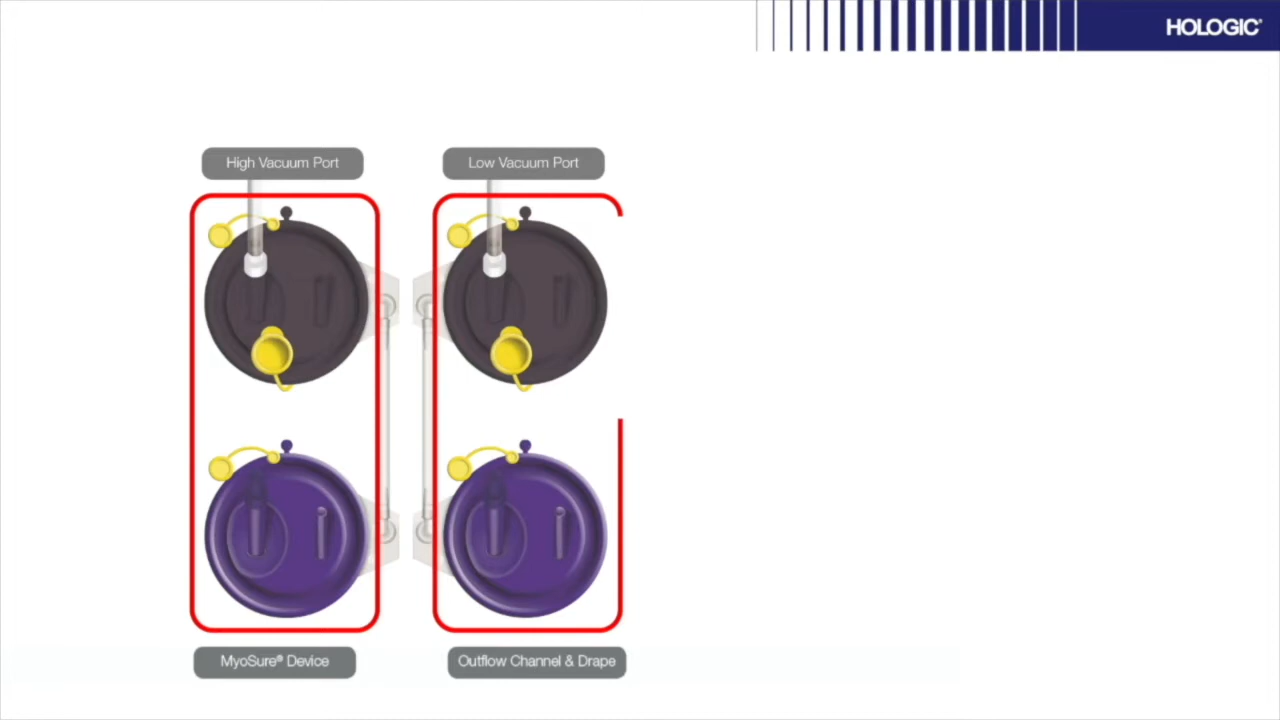 HOLOGIC®
High Vacuum Port
Low Vacuum Port
MyoSure® Device
Outflow Channel & Drape